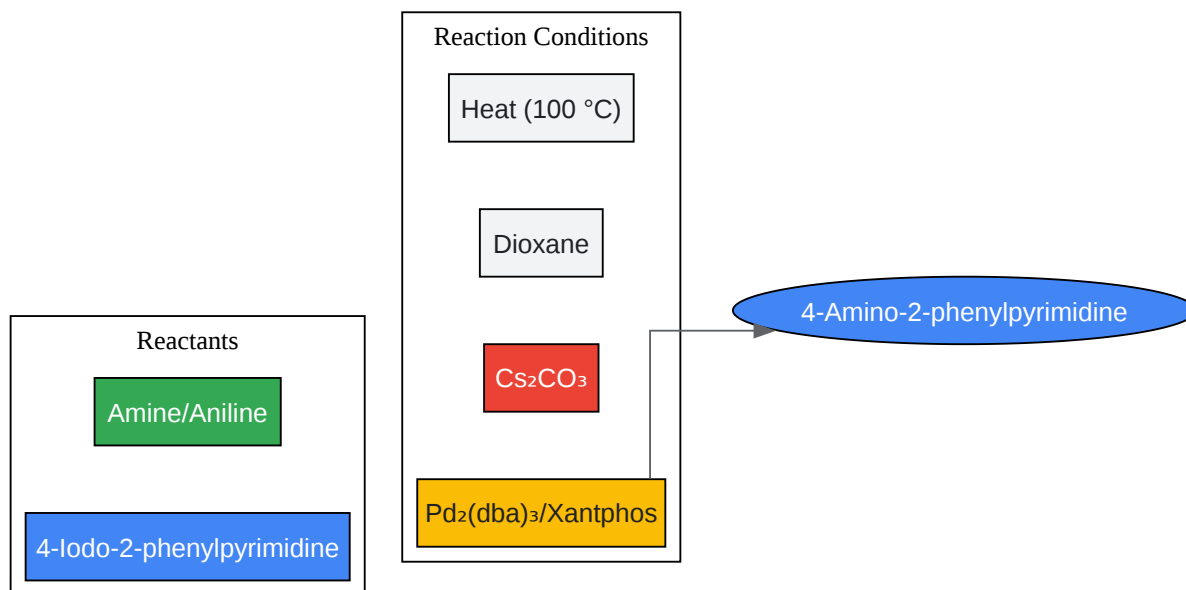 Reactants
Amine/Aniline
4-Iodo-2-phenylpyrimidine
Reaction Conditions
Heat (100 °C)
Dioxane
Cs₂CO₃
Pd₂(dba)₃/Xantphos
4-Amino-2-phenylpyrimidine